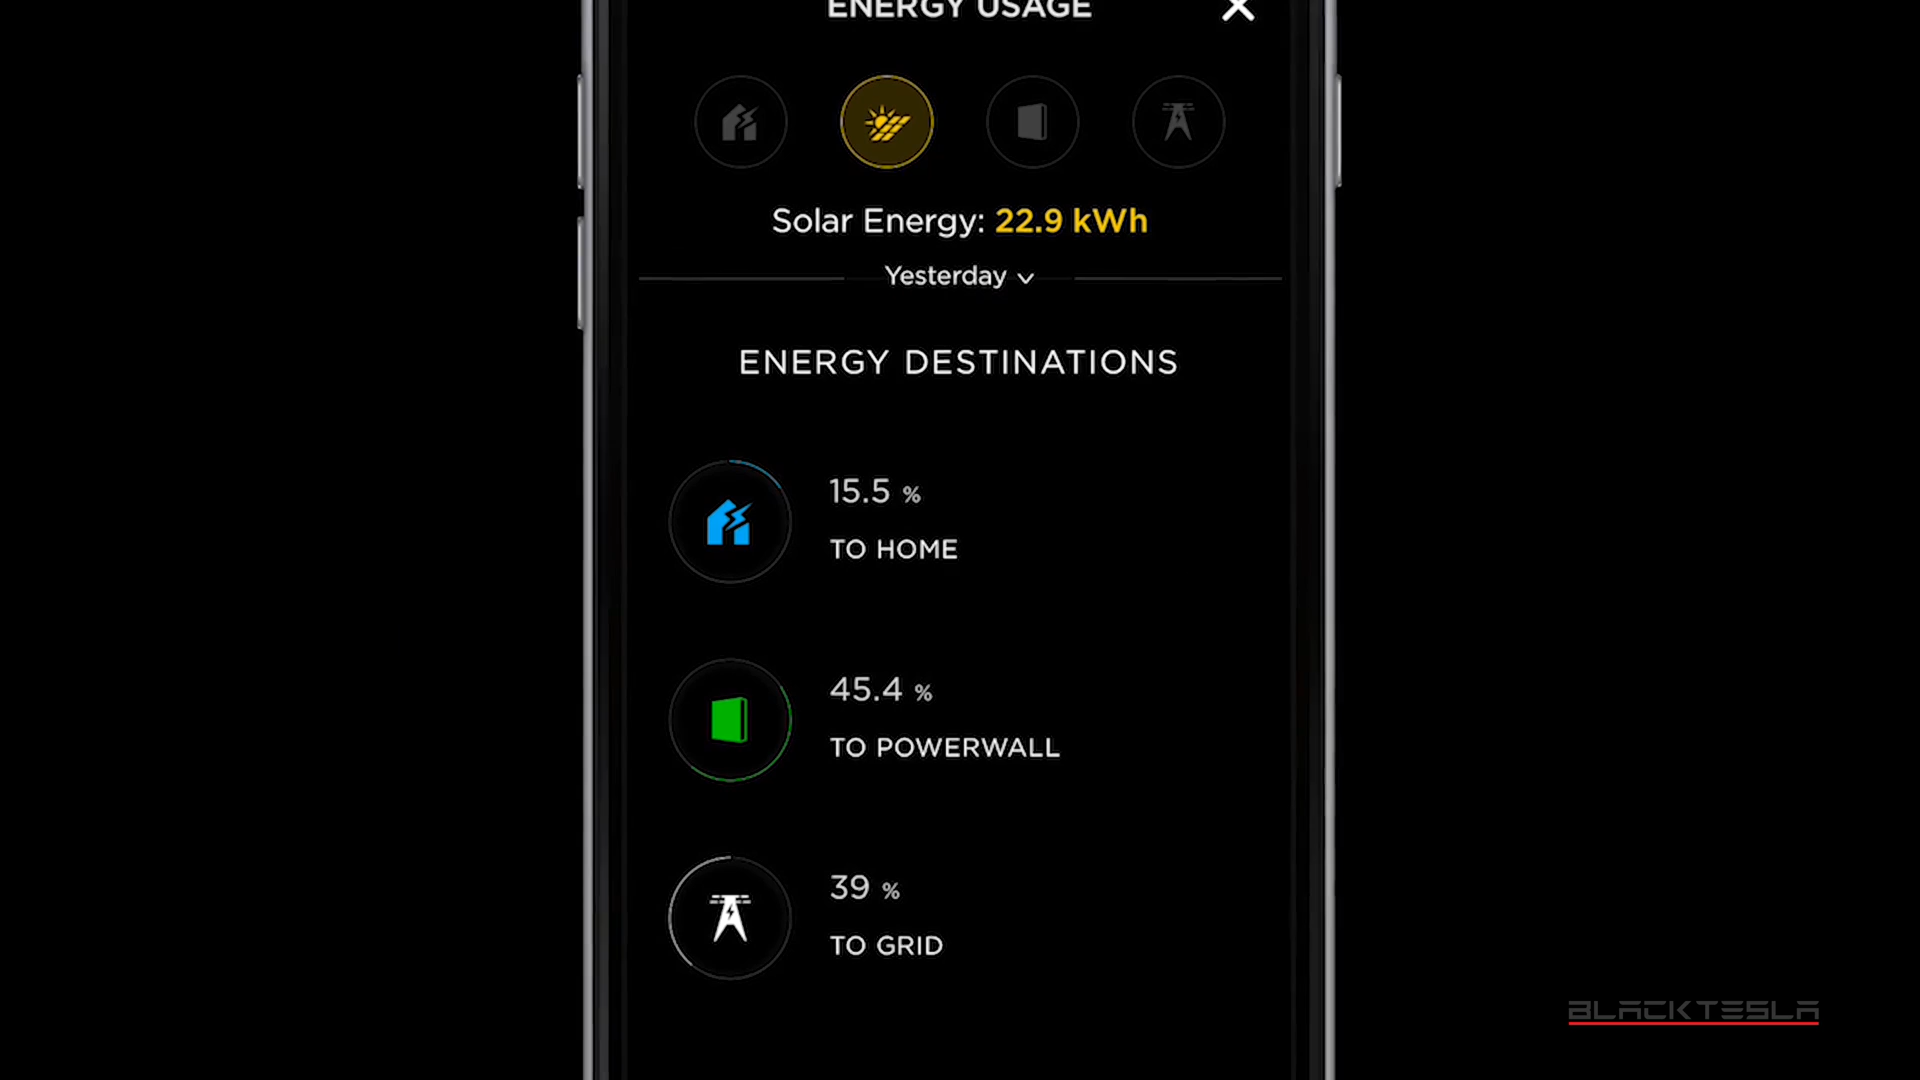 ENERGY USAGE
Solar Energy: 22.9 kWh
Yesterday
ENERGY DESTINATIONS
15.5 %
TO HOME
45.4 %
TO POWERWALL
39 %
TO GRID
BLACKTESLA